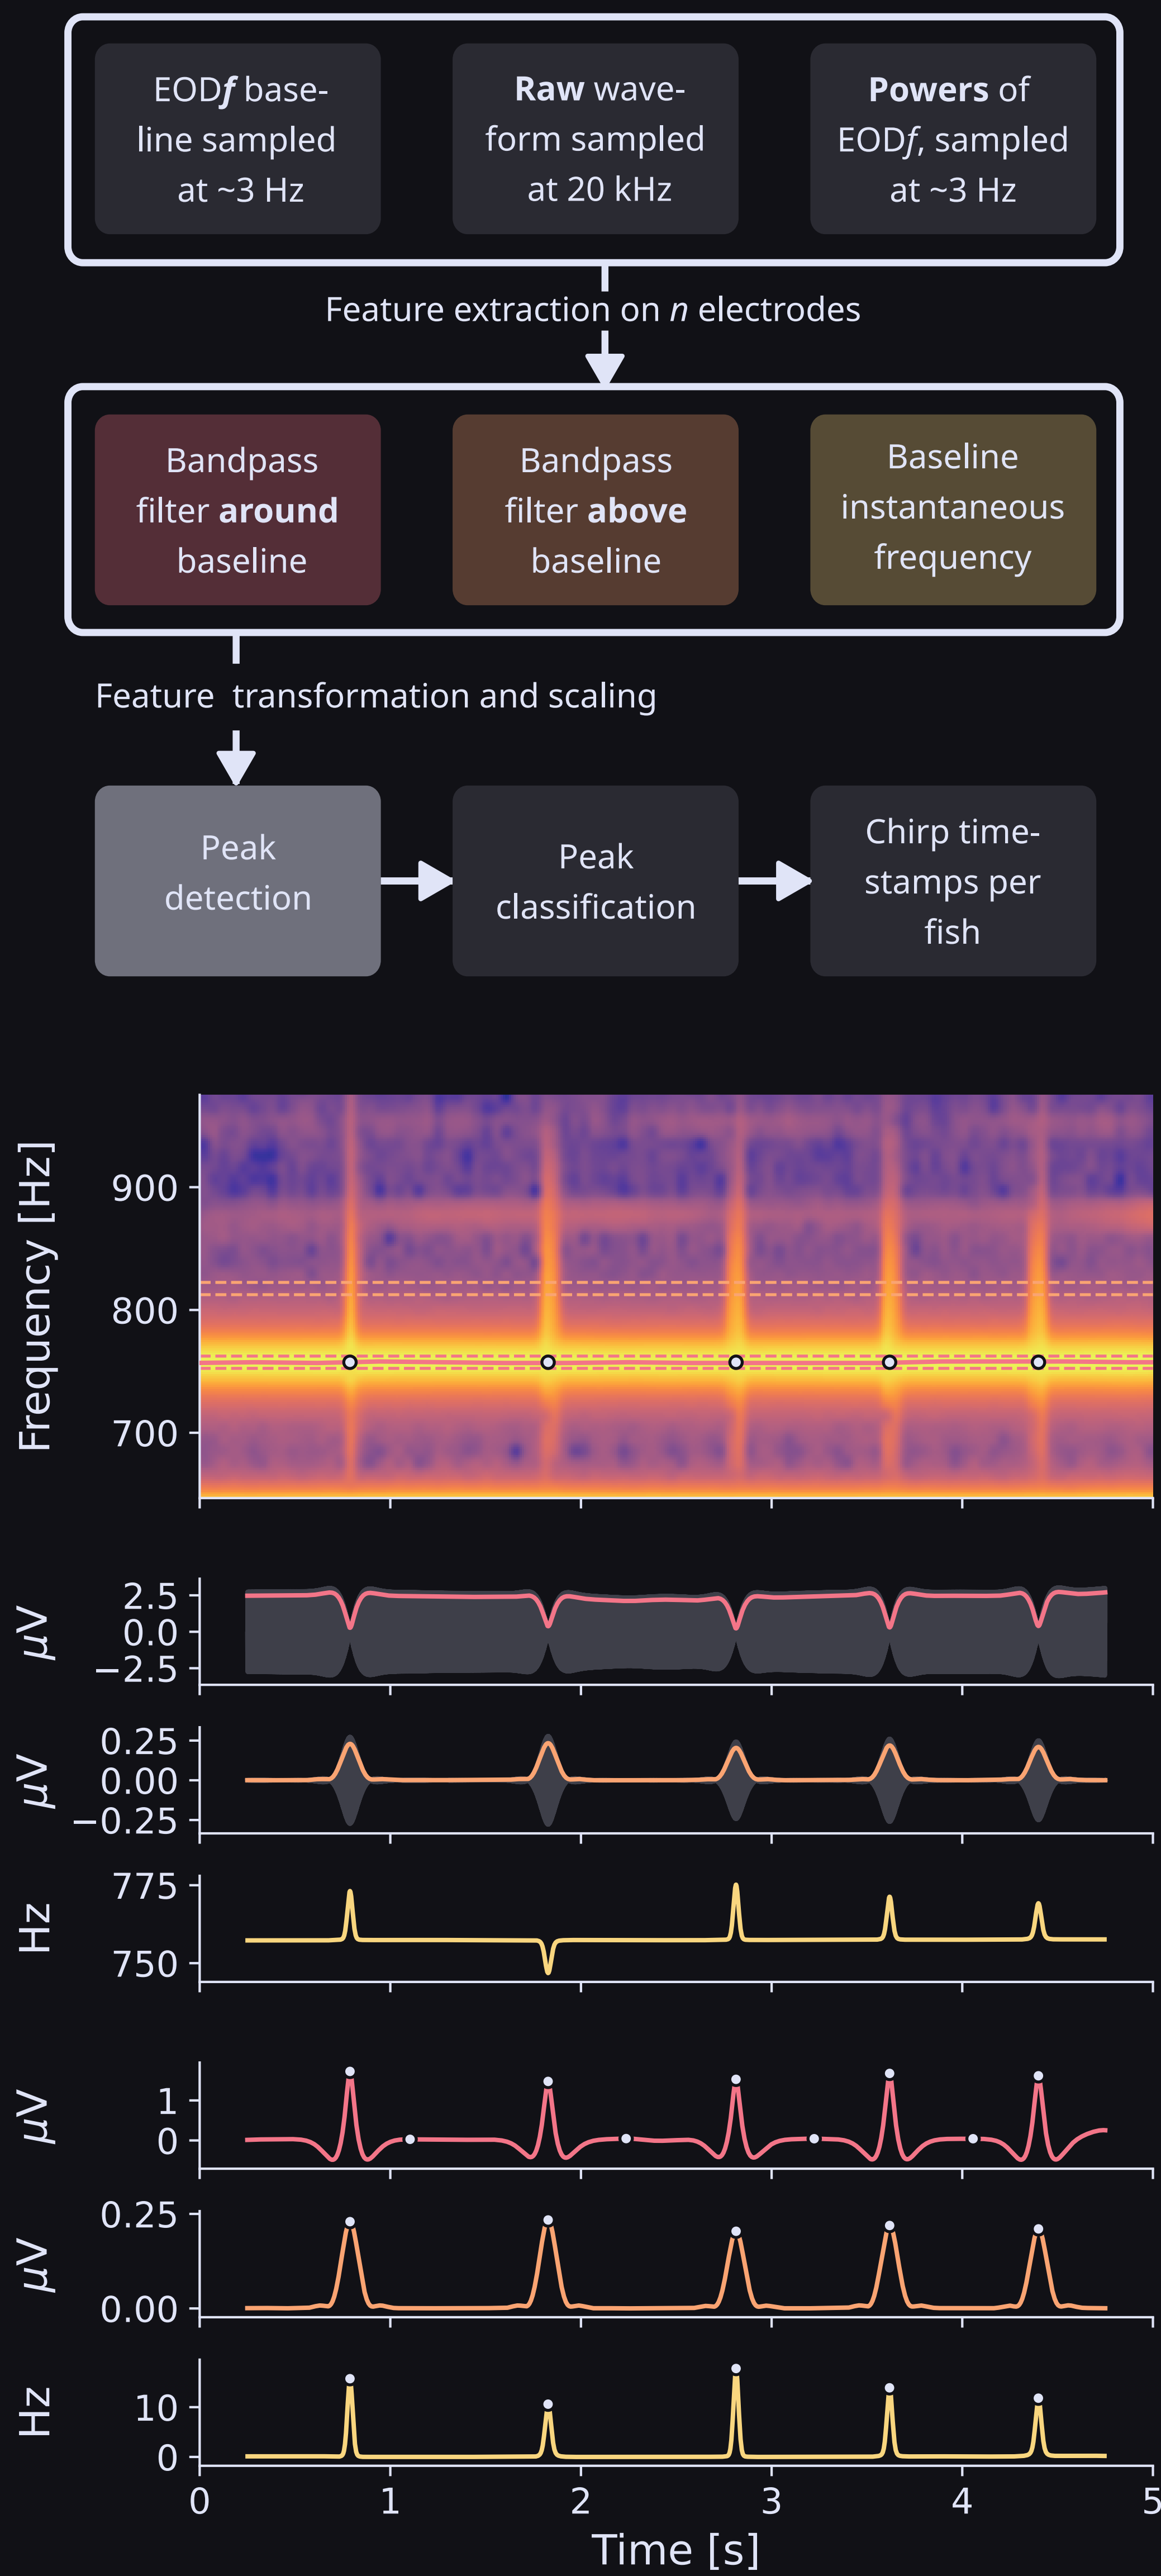 EODf base-
line sampled
at ~3 Hz
Raw wave-
form sampled
at 20 kHz
Powers of
EODf, sampled
at ~3 Hz
Feature extraction on n electrodes
Bandpass
filter around
baseline
Bandpass
filter above
baseline
Baseline
instantaneous
frequency
Feature  transformation and scaling
Peak
detection
Peak
classification
Chirp time-
stamps per
fish
Frequency [Hz]
900
800
700
μV
2.5
0.0
−2.5
μV
0.25
0.00
−0.25
Hz
775
750
μV
1
0
μV
0.25
0.00
Hz
10
0
0 1 2 3 4 5
Time [s]